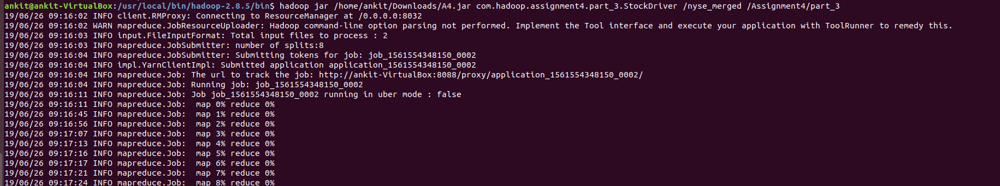 ankit@ankit-VirtualBox:/usr/local/bin/hadoop-2.8.5/bin$ hadoop jar /home/ankit/Downloads/A4.jar com.hadoop.assignment4.part_3.StockDriver /nyse_merged /Assignment4/part_3
19/06/26 09:16:02 INFO client.RMProxy: Connecting to ResourceManager at /0.0.0.0:8032
19/06/26 09:16:02 WARN mapreduce.JobResourceUploader: Hadoop command-line option parsing not performed. Implement the Tool interface and execute your application with ToolRunner to remedy this.
19/06/26 09:16:03 INFO input.FileInputFormat: Total input files to process : 2
19/06/26 09:16:03 INFO mapreduce.JobSubmitter: number of splits:8
19/06/26 09:16:04 INFO mapreduce.JobSubmitter: Submitting tokens for job: job_1561554348150_0002
19/06/26 09:16:04 INFO impl.YarnClientImpl: Submitted application application_1561554348150_0002
19/06/26 09:16:04 INFO mapreduce.Job: The url to track the job: http://ankit-VirtualBox:8088/proxy/application_1561554348150_0002/
19/06/26 09:16:04 INFO mapreduce.Job: Running job: job_1561554348150_0002
19/06/26 09:16:11 INFO mapreduce.Job: Job job_1561554348150_0002 running in uber mode : false
19/06/26 09:16:11 INFO mapreduce.Job:  map 0% reduce 0%
19/06/26 09:16:45 INFO mapreduce.Job:  map 1% reduce 0%
19/06/26 09:16:56 INFO mapreduce.Job:  map 2% reduce 0%
19/06/26 09:17:07 INFO mapreduce.Job:  map 3% reduce 0%
19/06/26 09:17:13 INFO mapreduce.Job:  map 4% reduce 0%
19/06/26 09:17:16 INFO mapreduce.Job:  map 5% reduce 0%
19/06/26 09:17:17 INFO mapreduce.Job:  map 6% reduce 0%
19/06/26 09:17:21 INFO mapreduce.Job:  map 7% reduce 0%
19/06/26 09:17:24 INFO mapreduce.Job:  map 8% reduce 0%